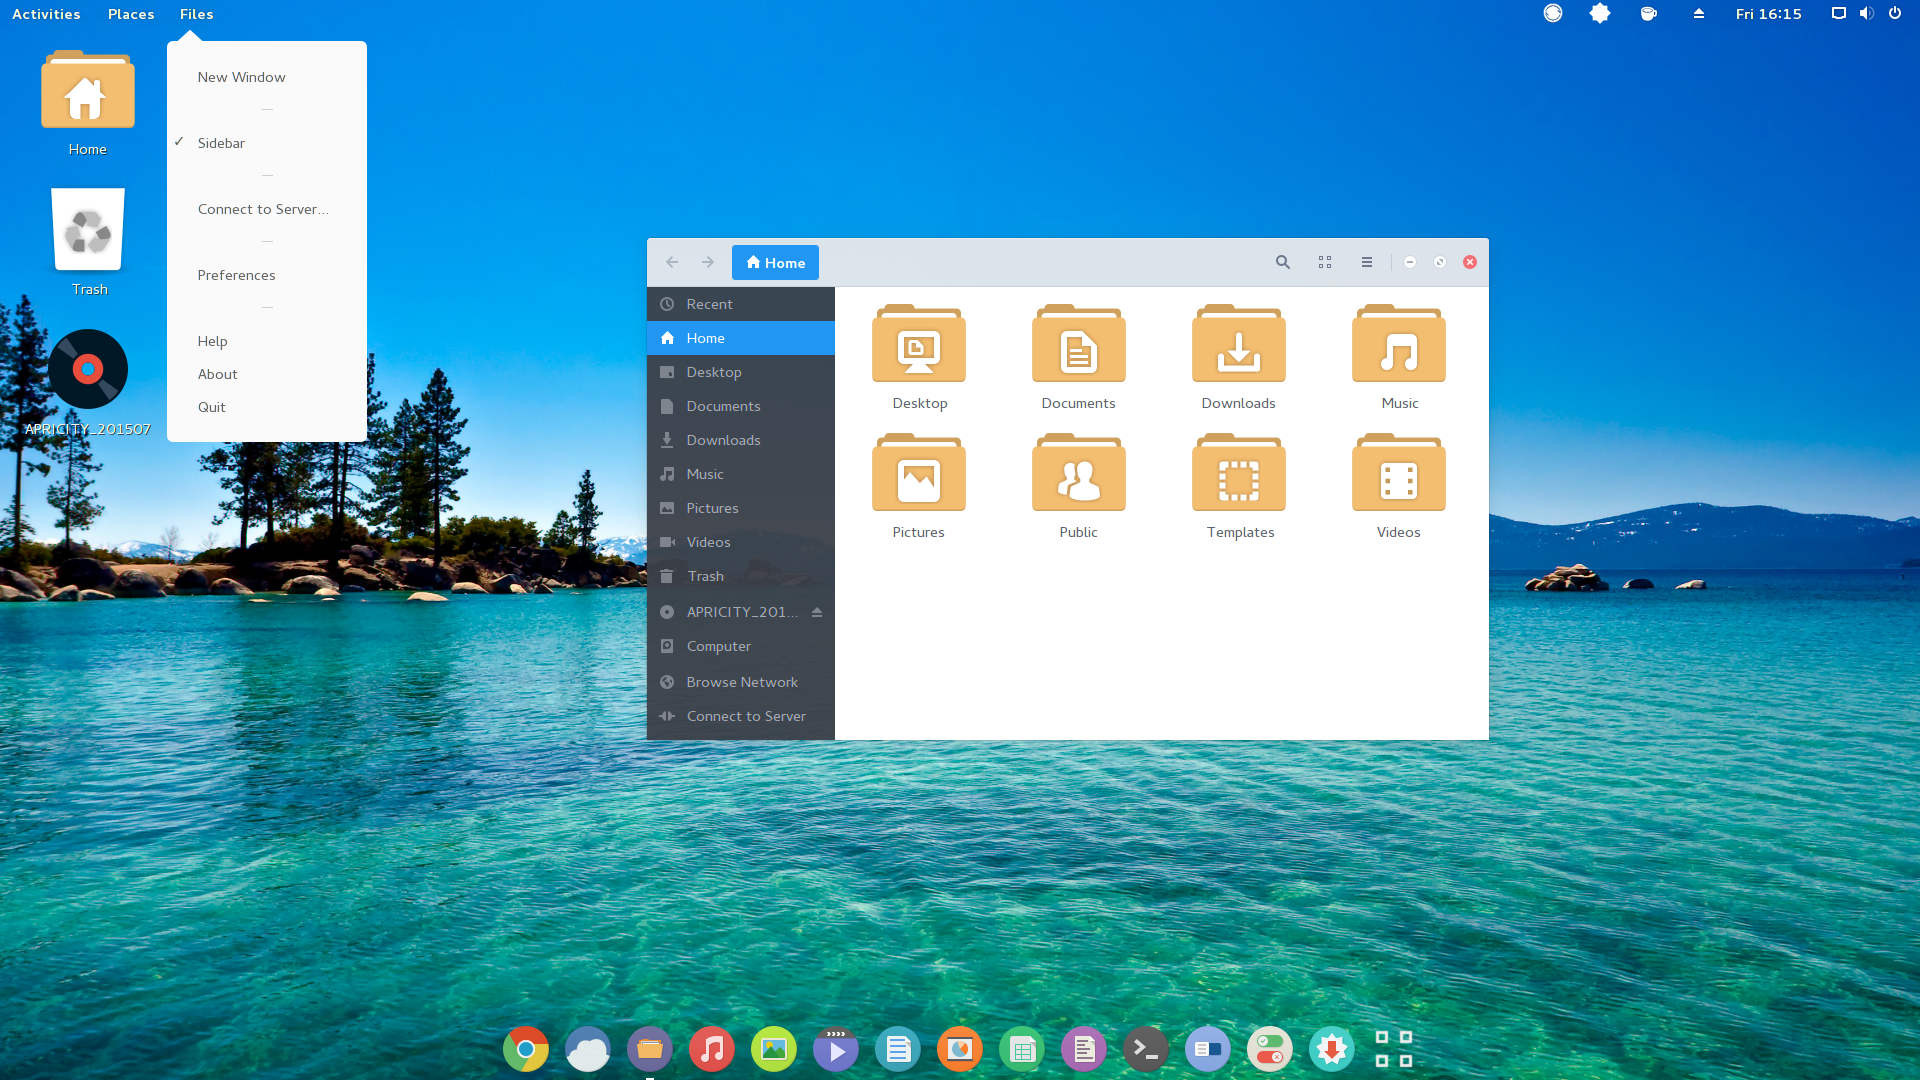 Activities Places Files Fri 16:15
New Window
Sidebar
Connect to Server...
Preferences
Help
About
Quit
Home
Trash
APRICITY_201507
Home
Recent
Home
Desktop
Documents
Downloads
Music
Pictures
Videos
Trash
APRICITY_201...
Computer
Browse Network
Connect to Server
Desktop Documents Downloads Music
Pictures Public Templates Videos